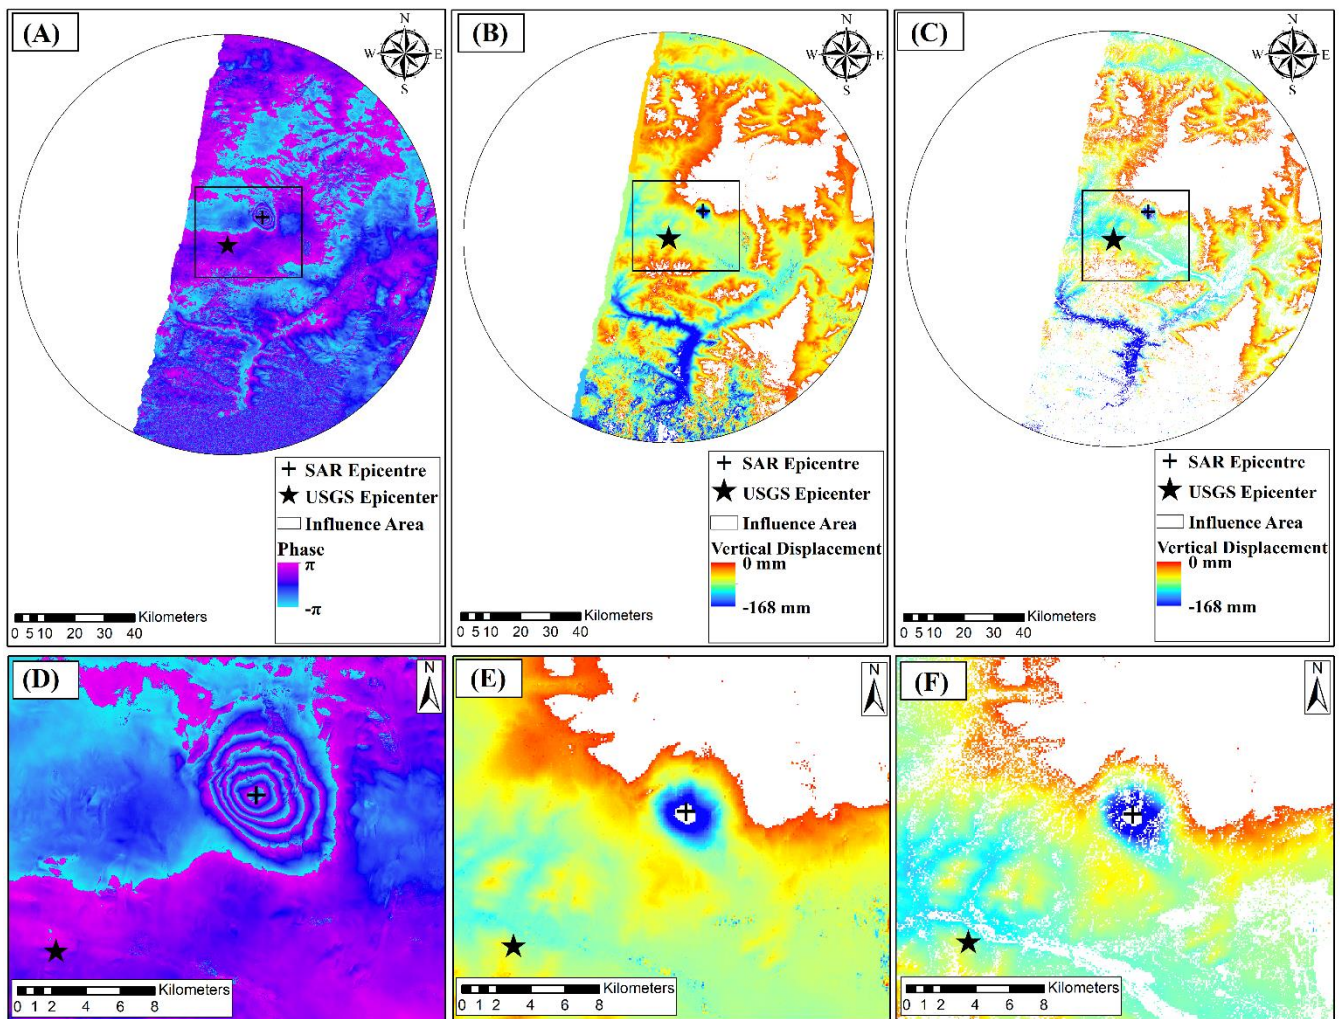 (A)
N
W E
S
SAR Epicentre
USGS Epicenter
Influence Area
Phase
π
-π
Kilometers
0 5 10 20 30 40
(B)
N
W E
S
SAR Epicentre
USGS Epicenter
Influence Area
Vertical Displacement
0 mm
-168 mm
Kilometers
0 5 10 20 30 40
(C)
N
W E
S
SAR Epicentre
USGS Epicenter
Influence Area
Vertical Displacement
0 mm
-168 mm
Kilometers
0 5 10 20 30 40
(D)
N
Kilometers
0 1 2 4 6 8
(E)
N
Kilometers
0 1 2 4 6 8
(F)
N
Kilometers
0 1 2 4 6 8